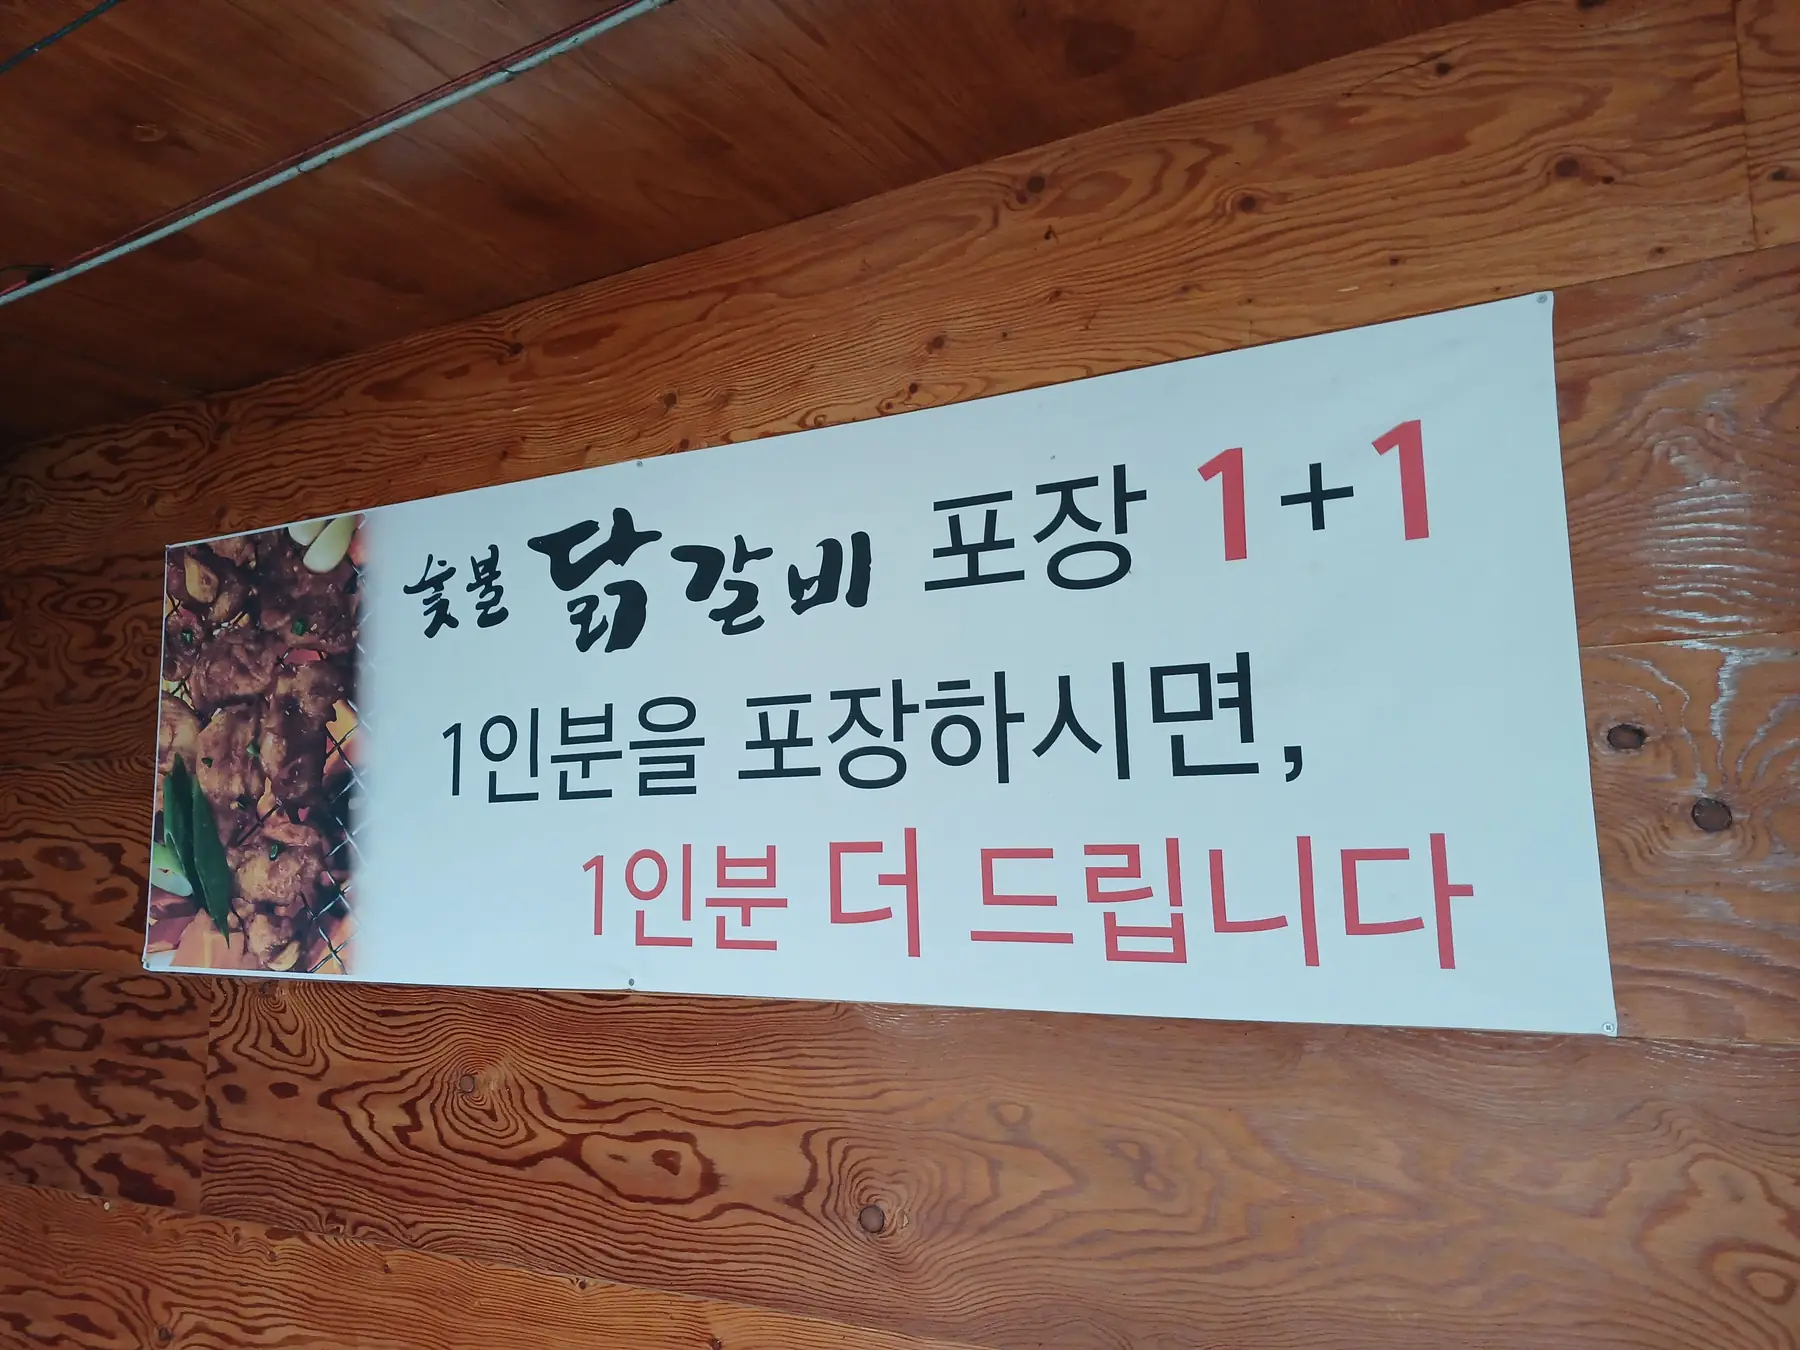 숯불 닭갈비 포장 1+1
1인분을 포장하시면,
1인분 더 드립니다